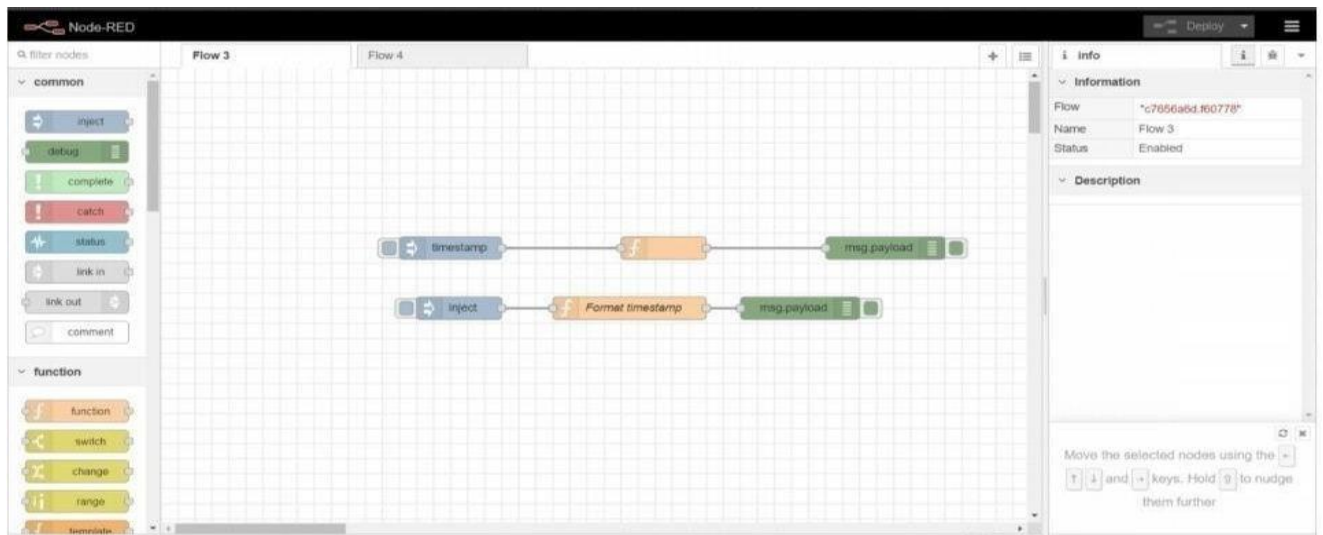 Node-RED
Deploy
filter nodes
Flow 3
Flow 4
info
common
inject
debug
complete
catch
status
link in
link out
comment
function
function
switch
change
range
template
timestamp
msg.payload
inject
Format timestamp
msg.payload
Information
Flow "c7656a6d.f60778"
Name Flow 3
Status Enabled
Description
Move the selected nodes using the ←
↑ ↓ and → keys. Hold ⇧ to nudge
them further